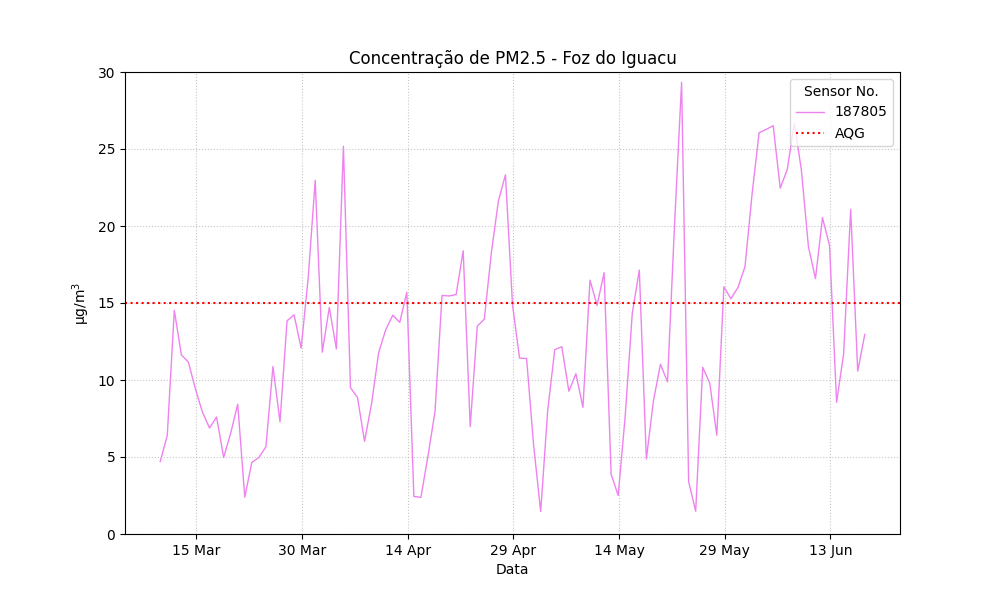 Concentração de PM2.5 - Foz do Iguacu
Sensor No.
187805
AQG
30
25
20
15
10
5
0
μg/m³
15 Mar
30 Mar
14 Apr
29 Apr
14 May
29 May
13 Jun
Data